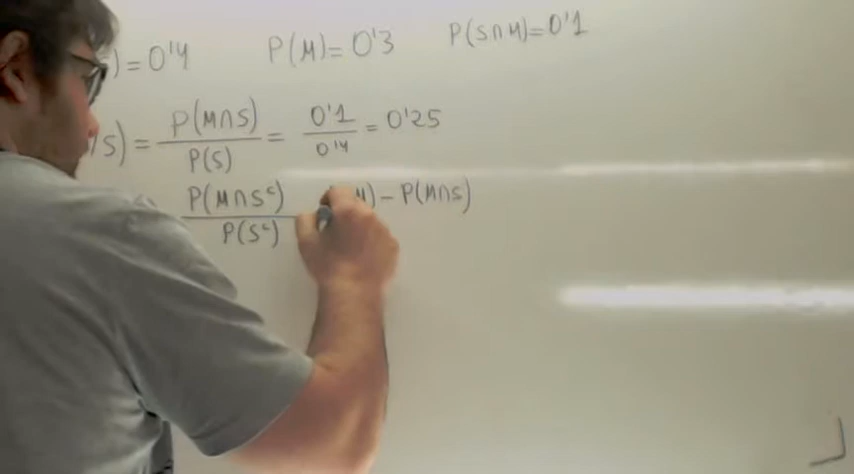 ) = 0'4 P(M) = 0'3 P(S∩M) = 0'1
/S) = P(M∩S) / P(S) = 0'1 / 0'4 = 0'25
P(M∩S^c) / P(S^c) M) - P(M∩S)